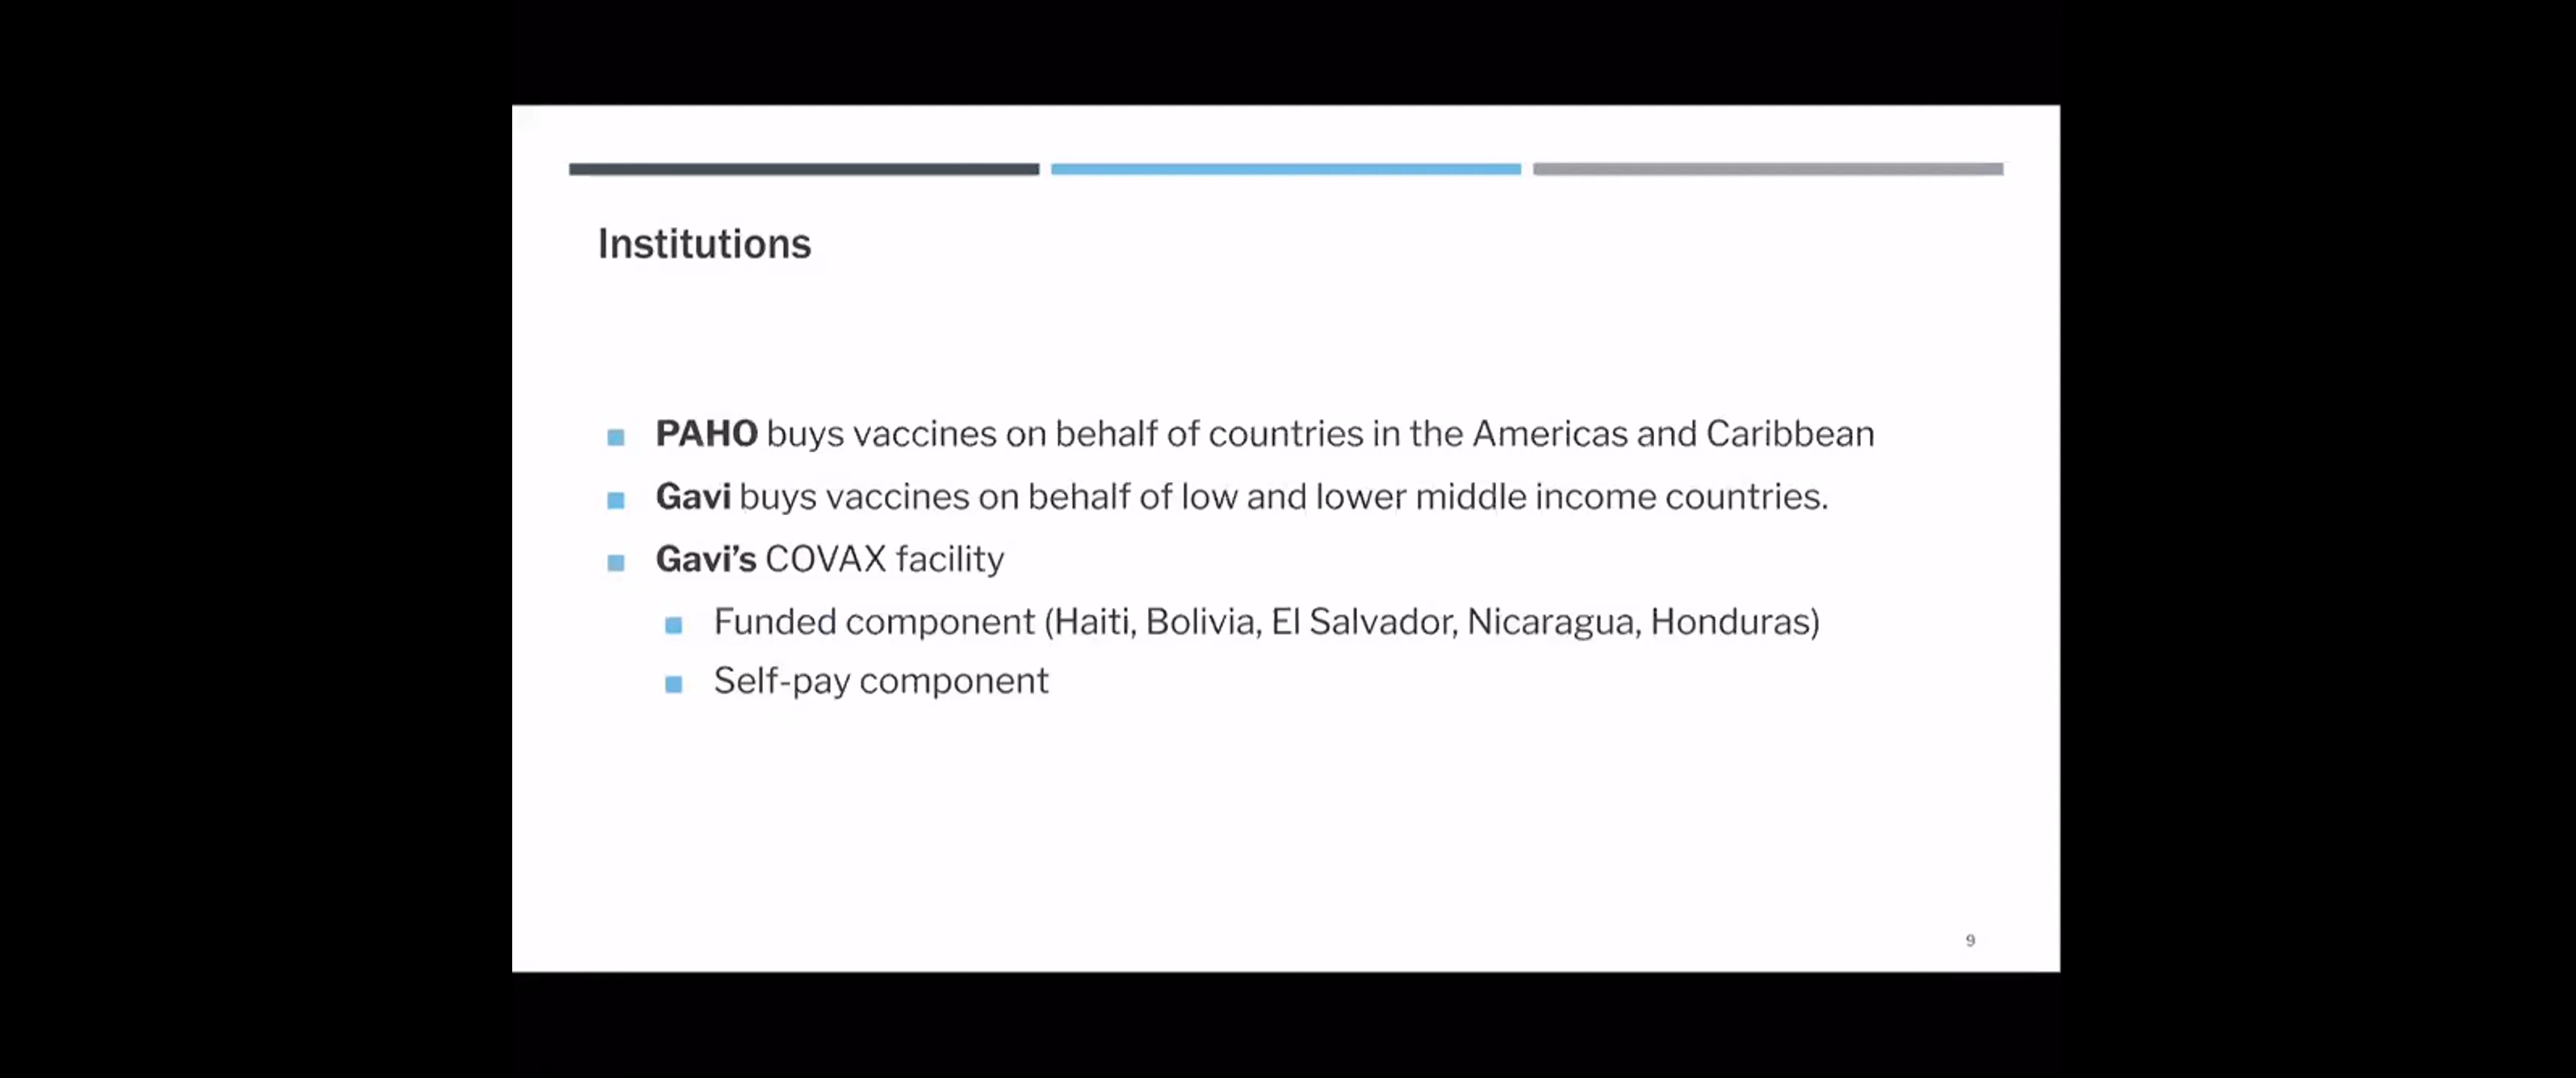 Institutions
PAHO buys vaccines on behalf of countries in the Americas and Caribbean
Gavi buys vaccines on behalf of low and lower middle income countries.
Gavi’s COVAX facility
Funded component (Haiti, Bolivia, El Salvador, Nicaragua, Honduras)
Self-pay component
9